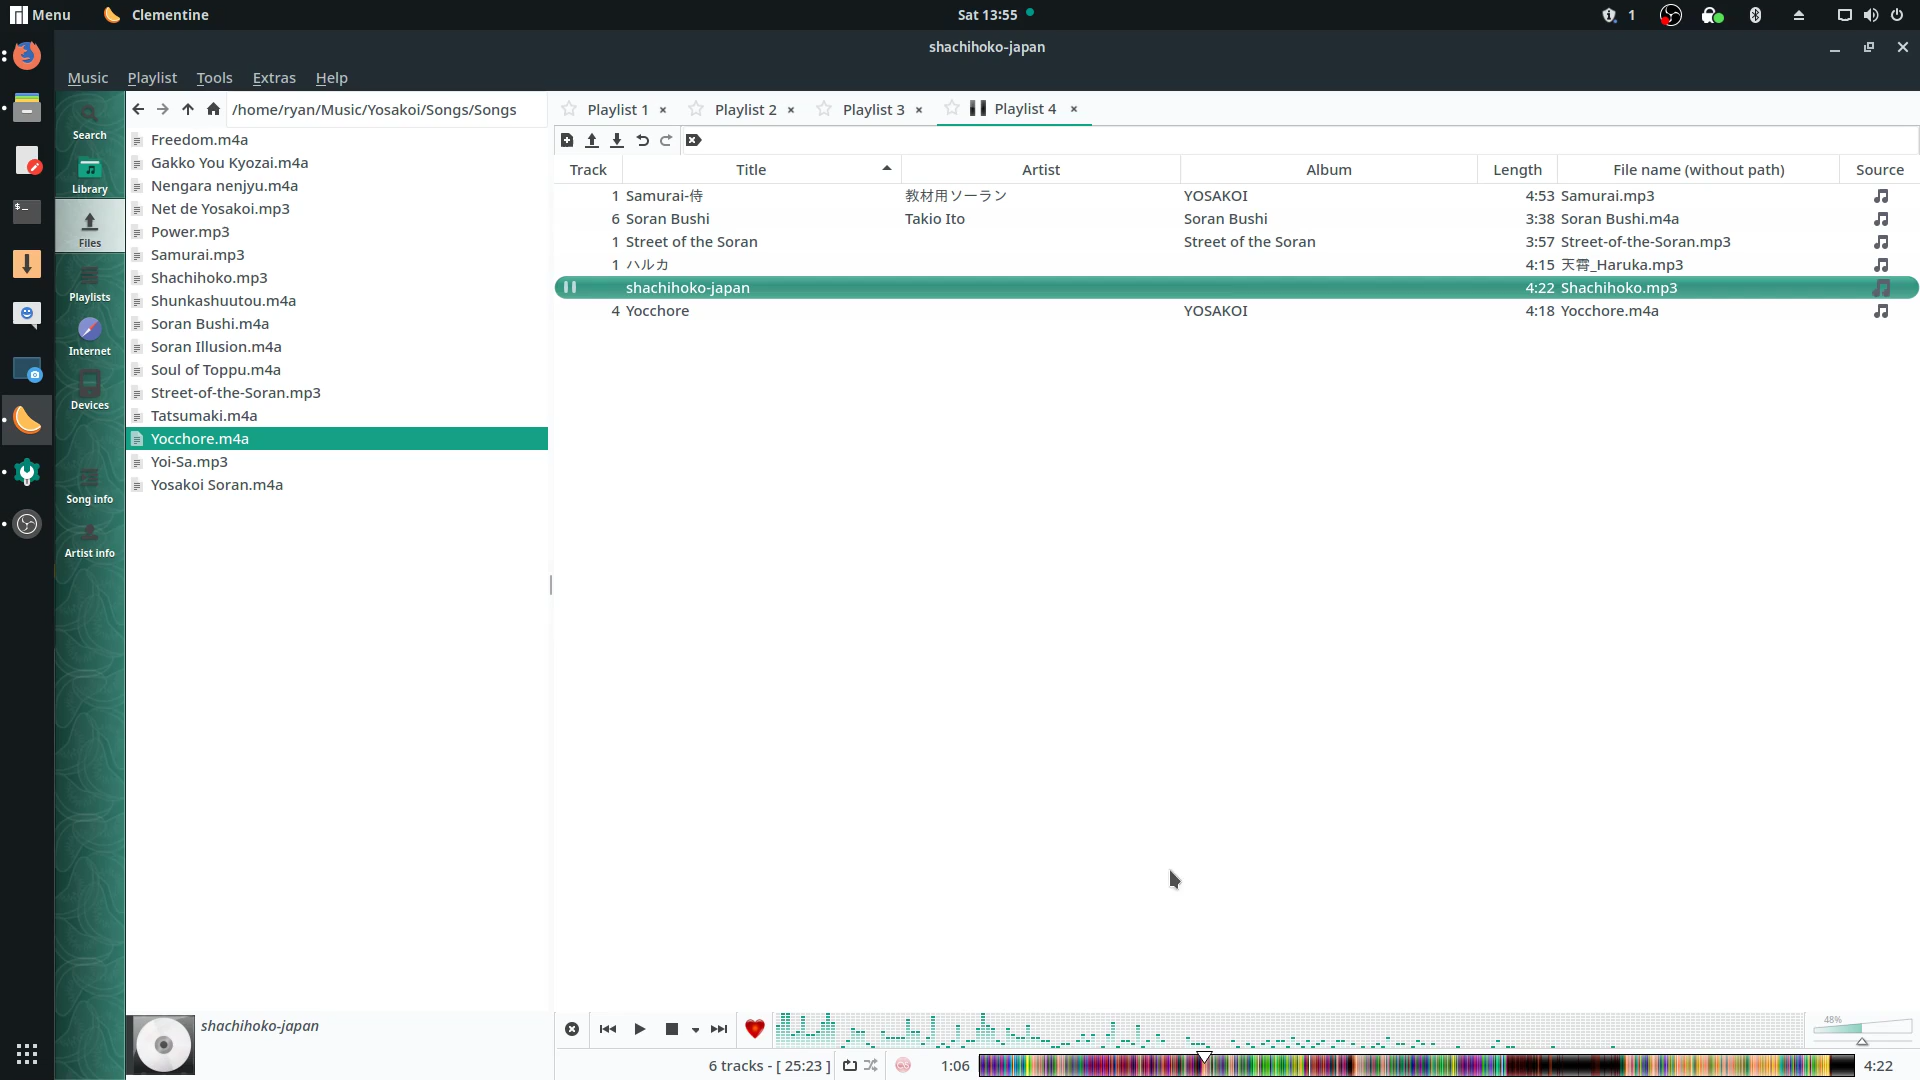 Menu Clementine Sat 13:55 1
shachihoko-japan
Music Playlist Tools Extras Help
/home/ryan/Music/Yosakoi/Songs/Songs
Playlist 1 Playlist 2 Playlist 3 Playlist 4
Search
Library
Files
Playlists
Internet
Devices
Song info
Artist info
Freedom.m4a
Gakko You Kyozai.m4a
Nengara nenjyu.m4a
Net de Yosakoi.mp3
Power.mp3
Samurai.mp3
Shachihoko.mp3
Shunkashuutou.m4a
Soran Bushi.m4a
Soran Illusion.m4a
Soul of Toppu.m4a
Street-of-the-Soran.mp3
Tatsumaki.m4a
Yocchore.m4a
Yoi-Sa.mp3
Yosakoi Soran.m4a
Track Title Artist Album Length File name (without path) Source
1 Samurai-侍 教材用ソーラン YOSAKOI 4:53 Samurai.mp3
6 Soran Bushi Takio Ito Soran Bushi 3:38 Soran Bushi.m4a
1 Street of the Soran Street of the Soran 3:57 Street-of-the-Soran.mp3
1 ハルカ 4:15 天霄_Haruka.mp3
shachihoko-japan 4:22 Shachihoko.mp3
4 Yocchore YOSAKOI 4:18 Yocchore.m4a
shachihoko-japan
48%
6 tracks - [ 25:23 ] 1:06 4:22